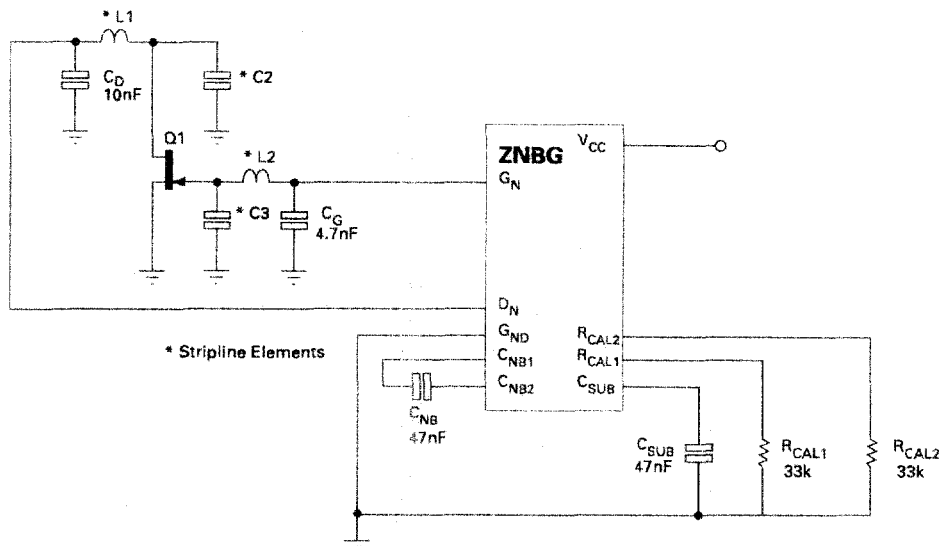 * L1
C_D
10nF
* C2
Q1
* L2
* C3
C_G
4.7nF
ZNBG
V_CC
G_N
D_N
G_ND
C_NB1
C_NB2
R_CAL2
R_CAL1
C_SUB
* Stripline Elements
C_NB
47nF
C_SUB
47nF
R_CAL1
33k
R_CAL2
33k